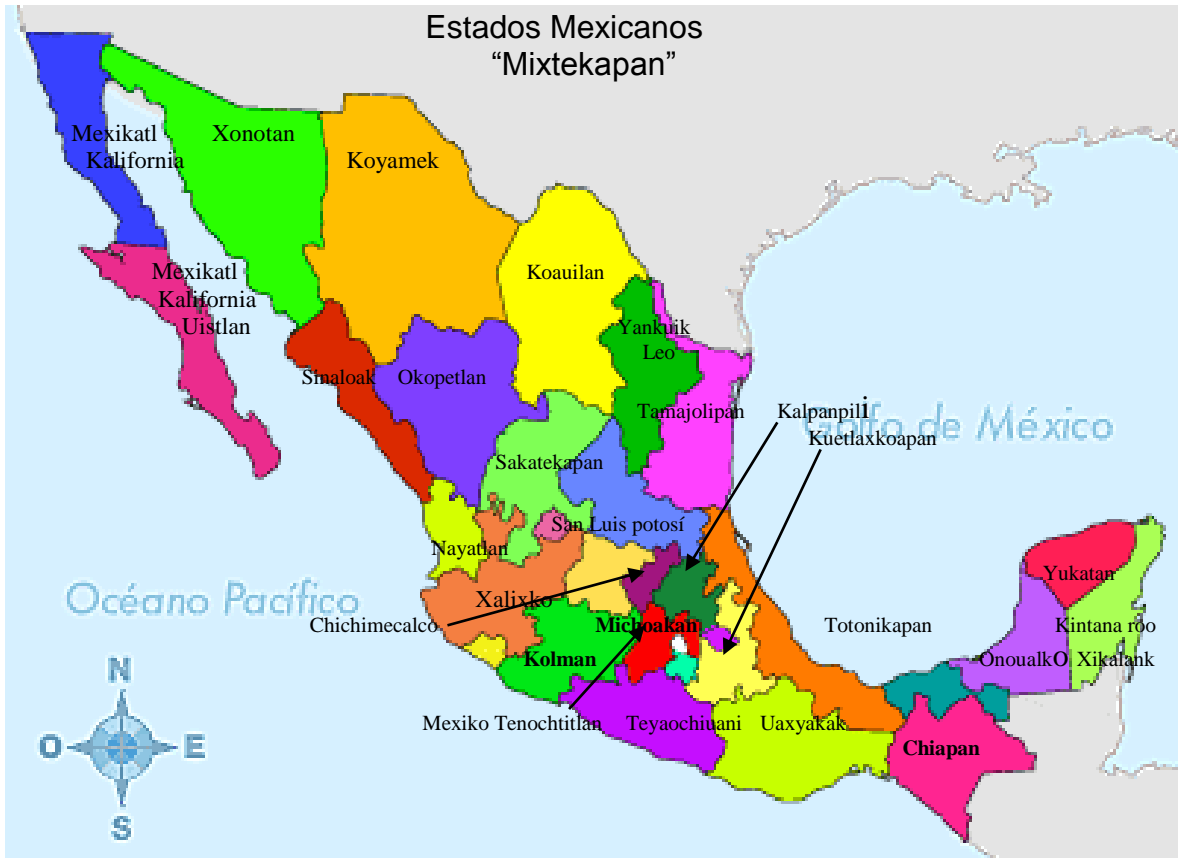 Estados Mexicanos
“Mixtekapan”
Mexikatl
Kalifornia
Xonotan
Koyamek
Mexikatl
Kalifornia
Uistlan
Koauilan
Yankuik
Leo
Sinaloak
Okopetlan
Tamajolipan
Kalpanpili
Golfo de México
Kuetlaxkoapan
Sakatekapan
San Luis potosí
Nayatlan
Yukatan
Océano Pacífico
Xalixko
Chichimecalco
Michoakan
Totonikapan
Kintana roo
Kolman
OnoualkO
Xikalank
Mexiko Tenochtitlan
Teyaochiuani
Uaxyakak
Chiapan
N
O
E
S